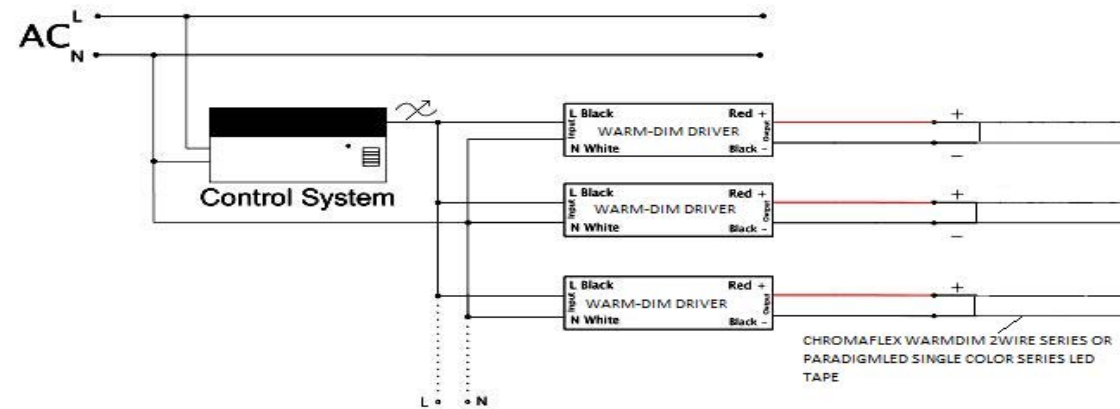 AC
L
N
Control System
L Black
Red +
Input
WARM-DIM DRIVER
Output
N White
Black -
+
-
L Black
Red +
Input
WARM-DIM DRIVER
Output
N White
Black -
+
-
L Black
Red +
Input
WARM-DIM DRIVER
Output
N White
Black -
+
-
CHROMAFLEX WARMDIM 2WIRE SERIES OR
PARADIGMLED SINGLE COLOR SERIES LED
TAPE
L
N